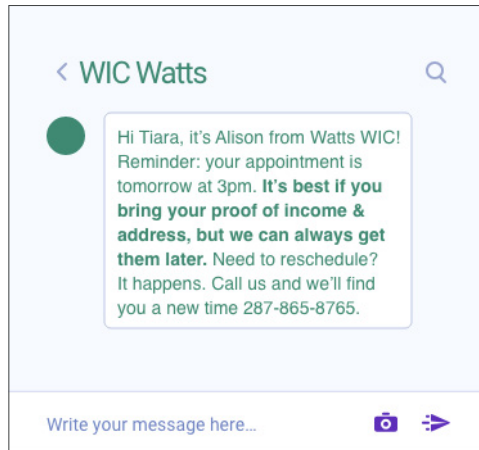 WIC Watts
Hi Tiara, it's Alison from Watts WIC!
Reminder: your appointment is
tomorrow at 3pm. It's best if you
bring your proof of income &
address, but we can always get
them later. Need to reschedule?
It happens. Call us and we'll find
you a new time 287-865-8765.
Write your message here...